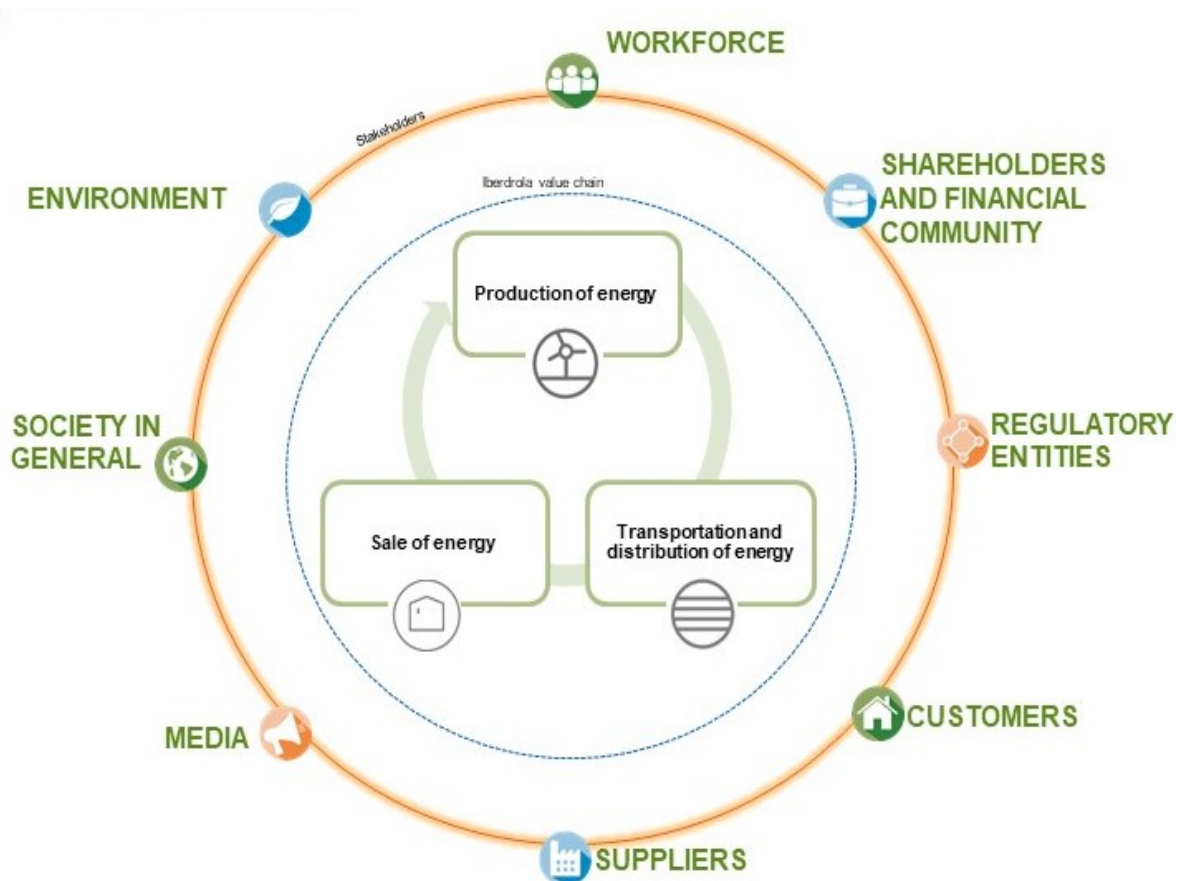 WORKFORCE
Stakeholders
SHAREHOLDERS
AND FINANCIAL
COMMUNITY
ENVIRONMENT
Iberdrola value chain
Production of energy
SOCIETY IN
GENERAL
REGULATORY
ENTITIES
Sale of energy
Transportation and
distribution of energy
MEDIA
CUSTOMERS
SUPPLIERS